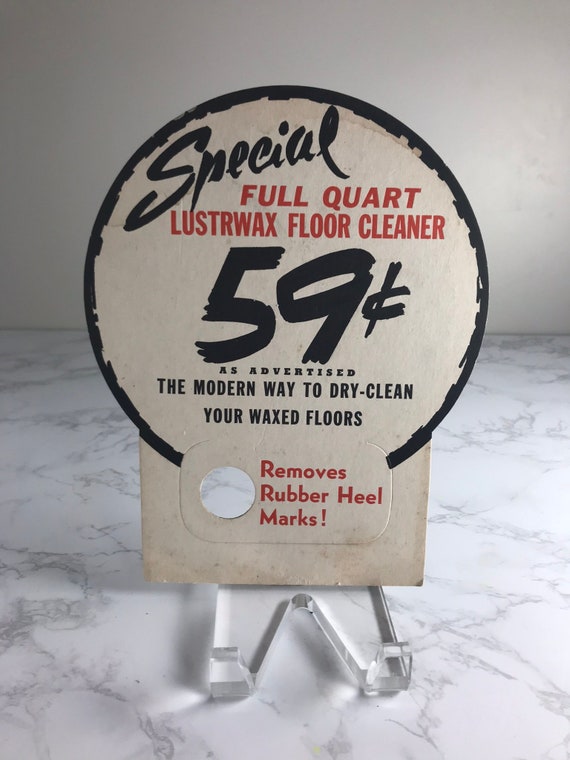 Special
FULL QUART
LUSTRWAX FLOOR CLEANER
59¢
AS ADVERTISED
THE MODERN WAY TO DRY-CLEAN
YOUR WAXED FLOORS
Removes
Rubber Heel
Marks!